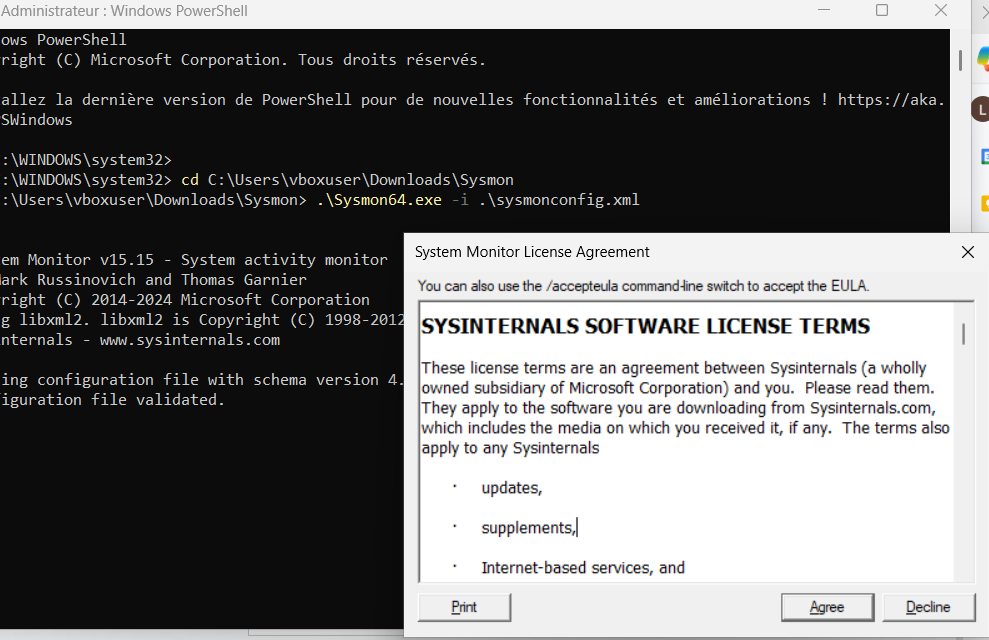 Administrateur : Windows PowerShell
ows PowerShell
right (C) Microsoft Corporation. Tous droits réservés.
allez la dernière version de PowerShell pour de nouvelles fonctionnalités et améliorations ! https://aka.
PSWindows
:\WINDOWS\system32>
:\WINDOWS\system32> cd C:\Users\vboxuser\Downloads\Sysmon
:\Users\vboxuser\Downloads\Sysmon> .\Sysmon64.exe -i .\sysmonconfig.xml
em Monitor v15.15 - System activity monitor
Mark Russinovich and Thomas Garnier
right (C) 2014-2024 Microsoft Corporation
g libxml2. libxml2 is Copyright (C) 1998-2012
nternals - www.sysinternals.com
ing configuration file with schema version 4.
iguration file validated.
System Monitor License Agreement
You can also use the /accepteula command-line switch to accept the EULA.
SYSINTERNALS SOFTWARE LICENSE TERMS
These license terms are an agreement between Sysinternals (a wholly
owned subsidiary of Microsoft Corporation) and you. Please read them.
They apply to the software you are downloading from Sysinternals.com,
which includes the media on which you received it, if any. The terms also
apply to any Sysinternals
· updates,
· supplements,
· Internet-based services, and
Print
Agree
Decline
L